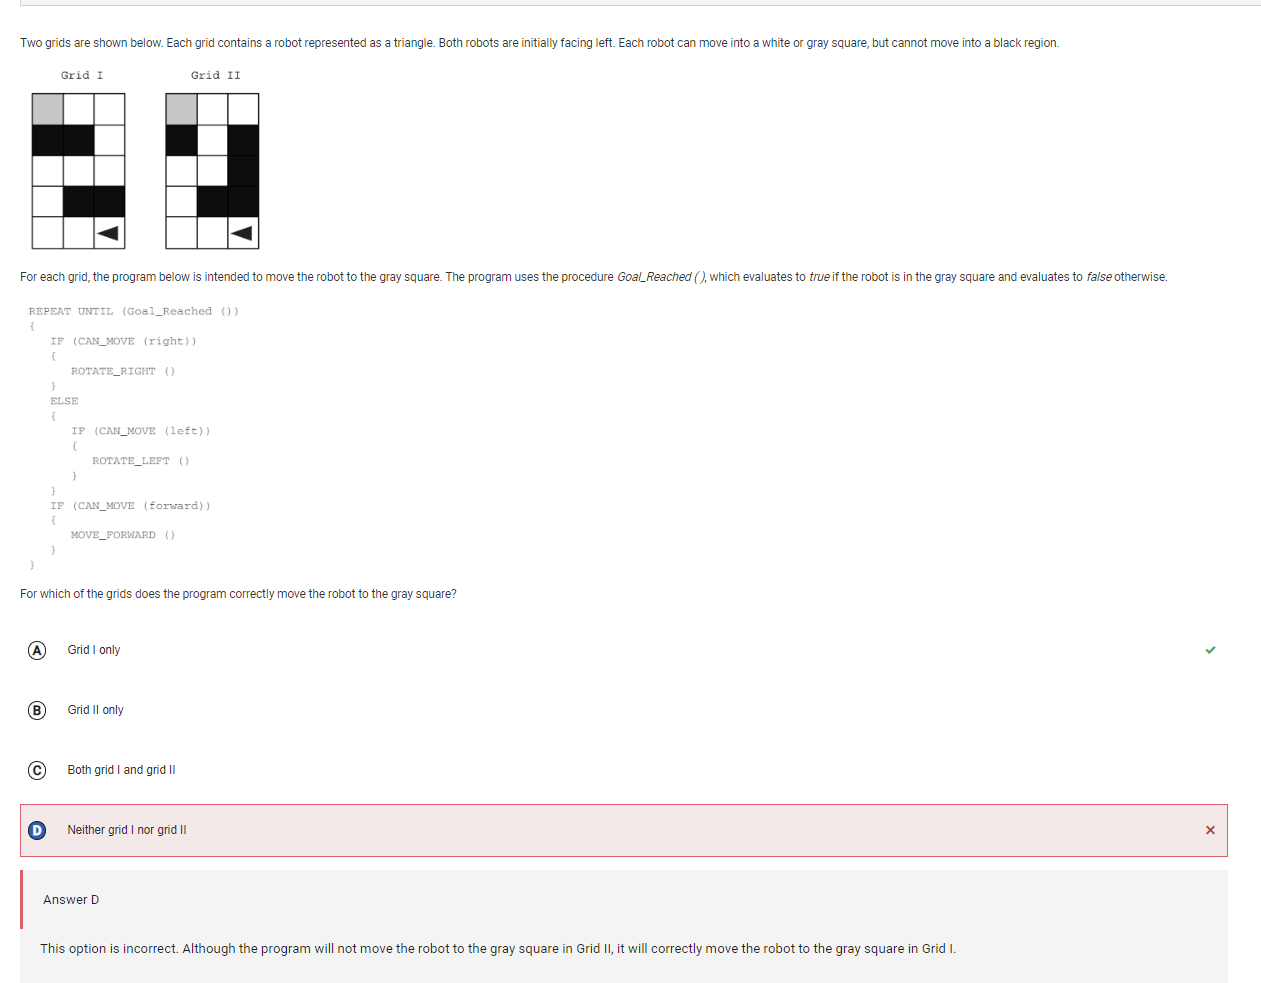 Two grids are shown below. Each grid contains a robot represented as a triangle. Both robots are initially facing left. Each robot can move into a white or gray square, but cannot move into a black region.
Grid I Grid II
For each grid, the program below is intended to move the robot to the gray square. The program uses the procedure Goal_Reached ( ), which evaluates to true if the robot is in the gray square and evaluates to false otherwise.
REPEAT UNTIL (Goal_Reached ())
{
IF (CAN_MOVE (right))
{
ROTATE_RIGHT ()
}
ELSE
{
IF (CAN_MOVE (left))
{
ROTATE_LEFT ()
}
}
IF (CAN_MOVE (forward))
{
MOVE_FORWARD ()
}
}
For which of the grids does the program correctly move the robot to the gray square?
A Grid I only
B Grid II only
C Both grid I and grid II
D Neither grid I nor grid II
Answer D
This option is incorrect. Although the program will not move the robot to the gray square in Grid II, it will correctly move the robot to the gray square in Grid I.